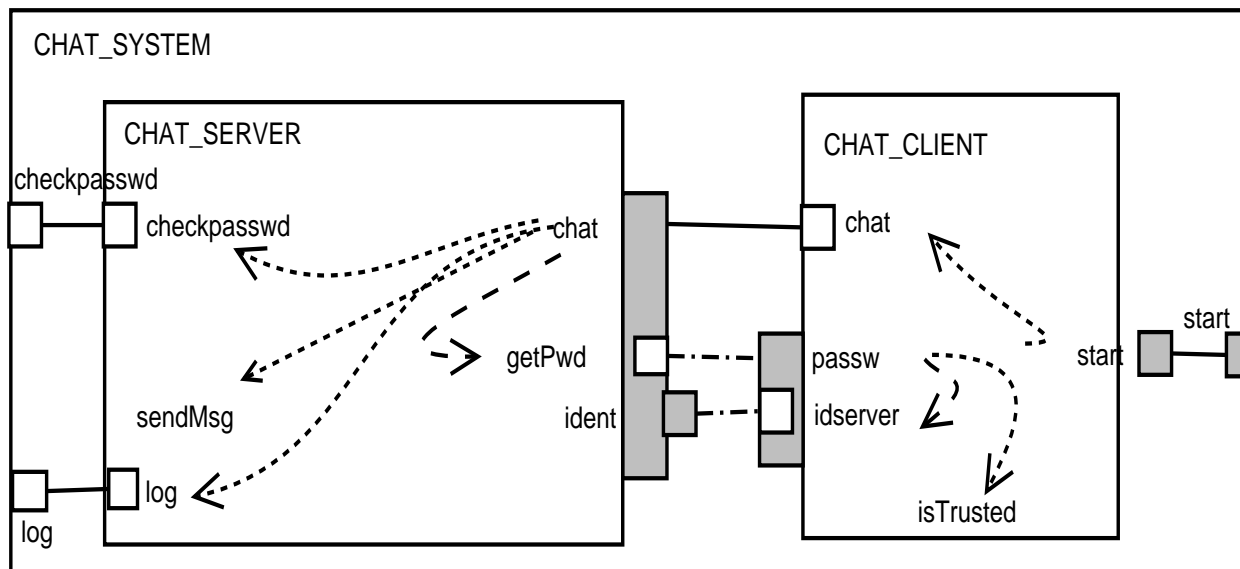 CHAT_SYSTEM
CHAT_SERVER
CHAT_CLIENT
checkpasswd
checkpasswd
chat
chat
start
getPwd
passw
start
sendMsg
ident
idserver
log
isTrusted
log